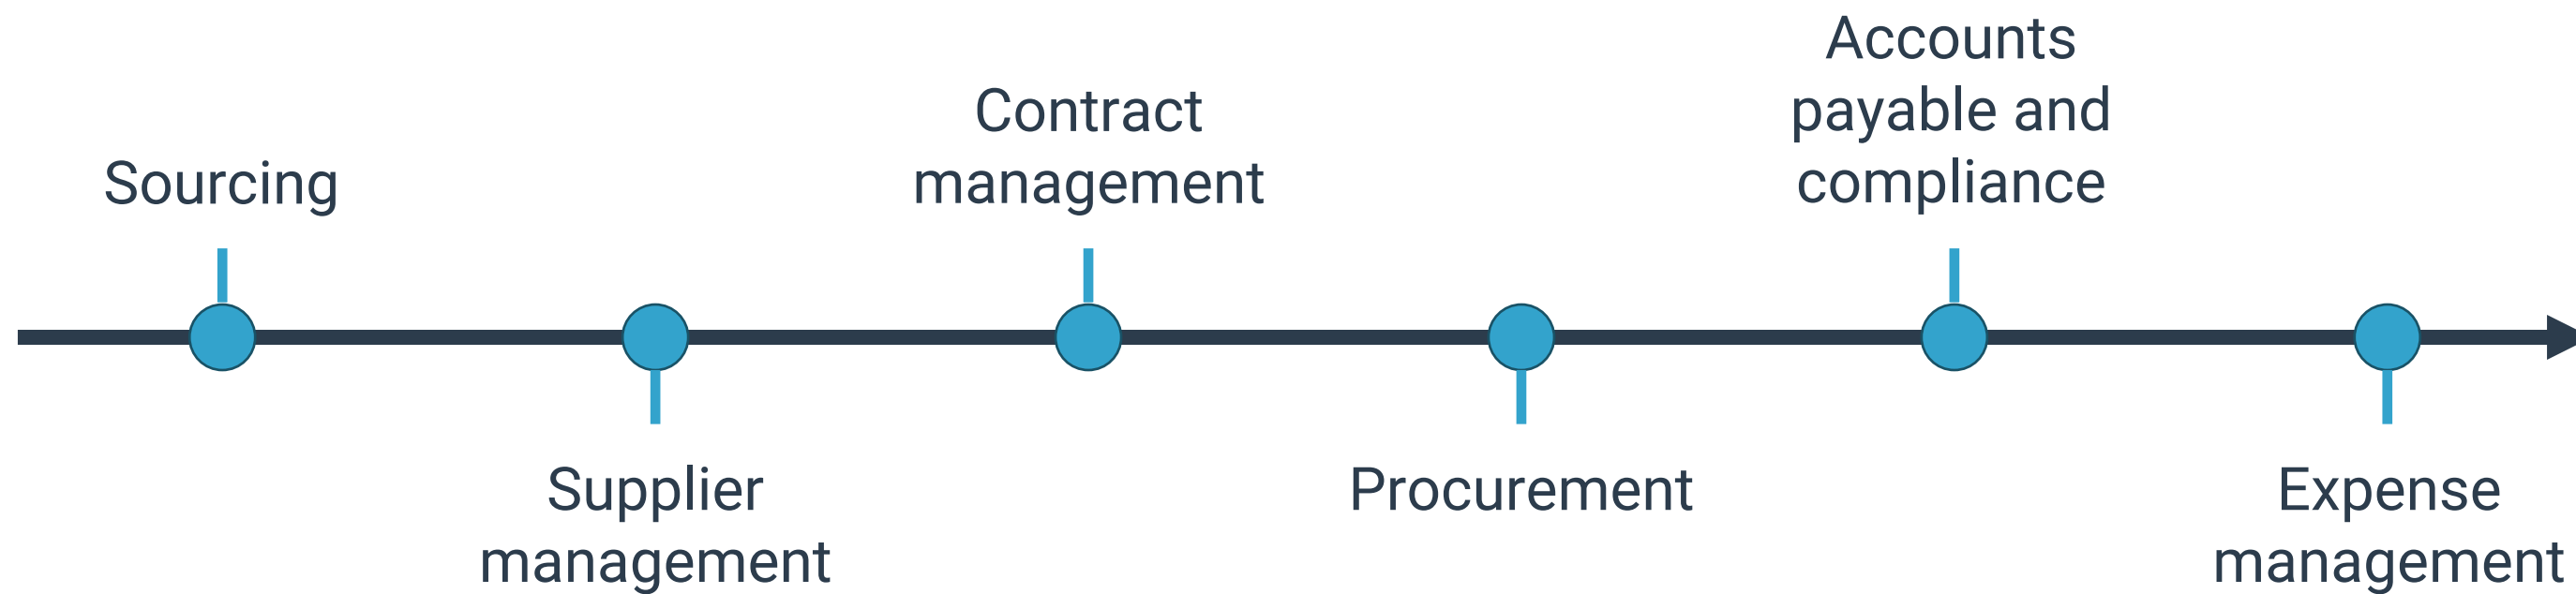 Sourcing
Supplier
management
Contract
management
Procurement
Accounts
payable and
compliance
Expense
management